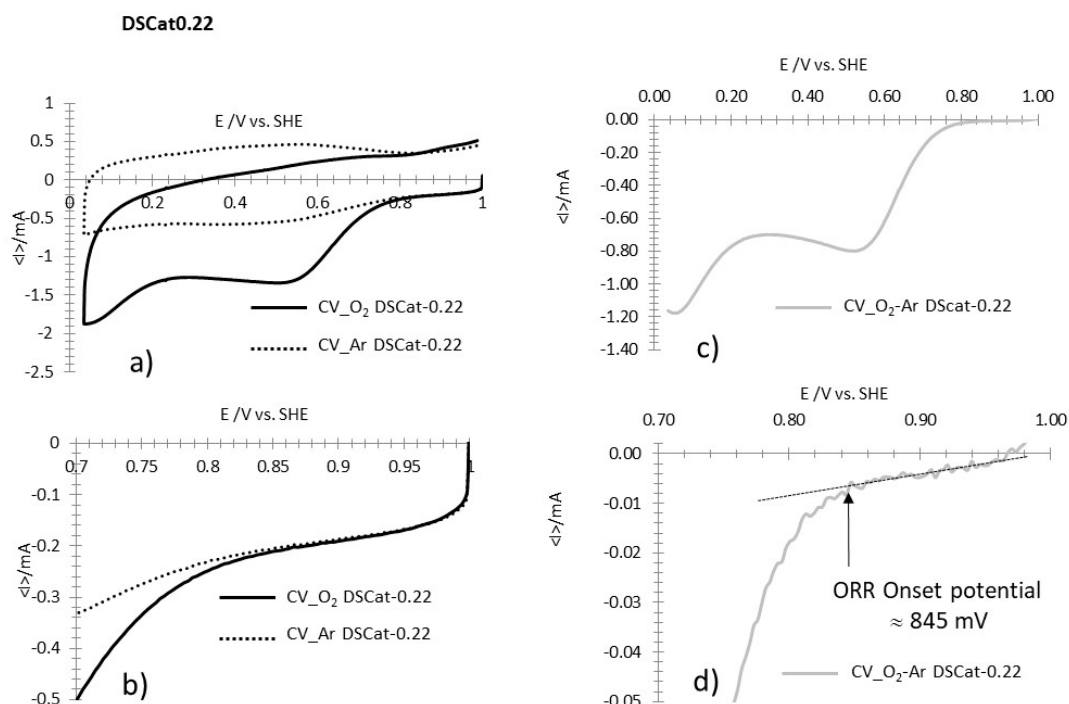 DSCat0.22
E /V vs. SHE
1
0.5
0
-0.5
-1
-1.5
-2
-2.5
0
0.2
0.4
0.6
0.8
1
<I>/mA
CV_O₂ DSCat-0.22
CV_Ar DSCat-0.22
a)
E /V vs. SHE
0.00
0.20
0.40
0.60
0.80
1.00
0.00
-0.20
-0.40
-0.60
-0.80
-1.00
-1.20
-1.40
<I>/mA
CV_O₂-Ar DSCat-0.22
c)
E /V vs. SHE
0
-0.1
-0.2
-0.3
-0.4
-0.5
0.7
0.75
0.8
0.85
0.9
0.95
1
<I>/mA
CV_O₂ DSCat-0.22
CV_Ar DSCat-0.22
b)
E /V vs. SHE
0.70
0.80
0.90
1.00
0.00
-0.01
-0.02
-0.03
-0.04
-0.05
<I>/mA
ORR Onset potential
≈ 845 mV
CV_O₂-Ar DSCat-0.22
d)